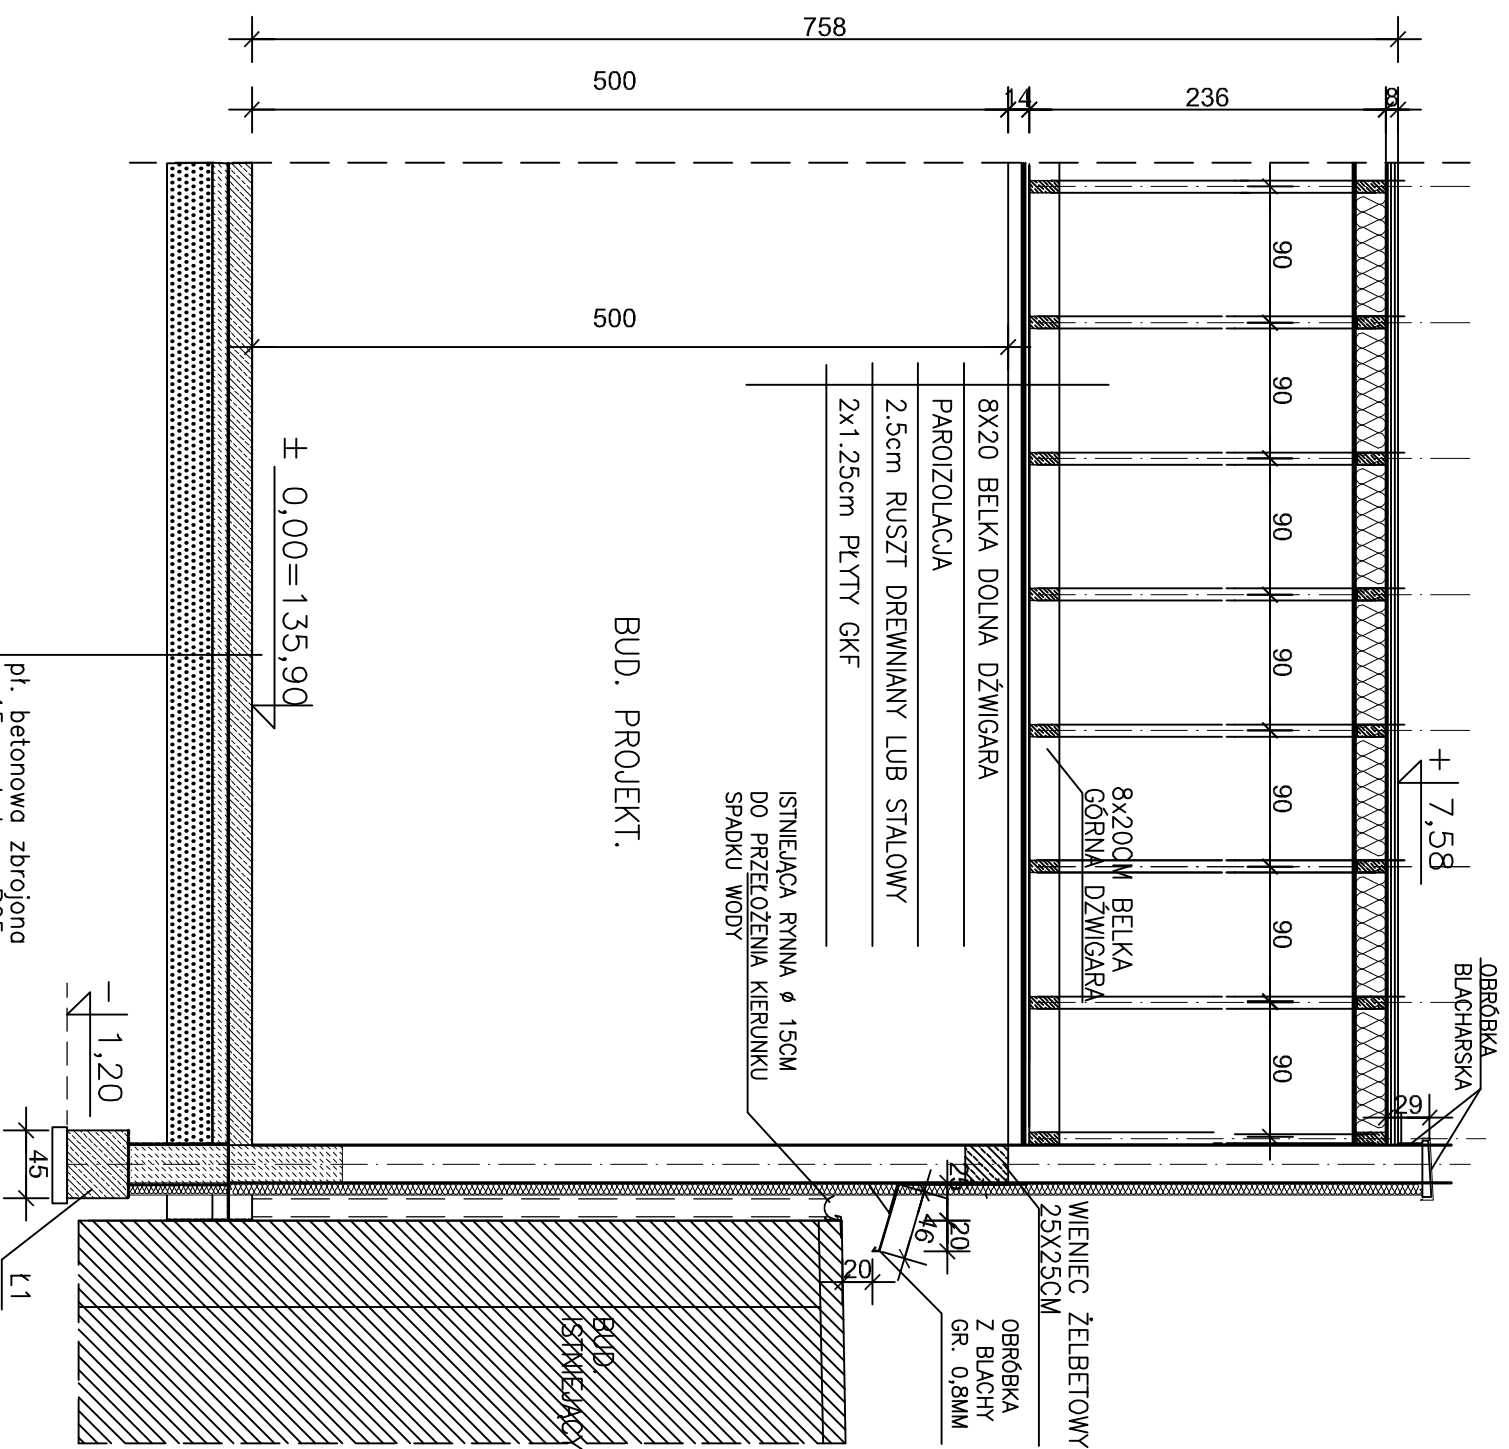 758
500
14
236
8
500
90
90
90
90
90
90
90
8X20 BELKA DOLNA DŹWIGARA
PAROIZOLACJA
2.5cm RUSZT DREWNIANY LUB STALOWY
2x1.25cm PŁYTY GKF
± 0,00=135,90
BUD. PROJEKT.
8x20CM BELKA
GÓRNA DŹWIGARA
+ 7,58
ISTNIEJĄCA RYNNA ø 15CM
DO PRZEŁOŻENIA KIERUNKU
SPADKU WODY
OBRÓBKA
BLACHARSKA
29
pł. betonowa zbrojona
- 1,20
45
Ł1
25
46
20
20
WIENIEC ŻELBETOWY
25X25CM
OBRÓBKA
Z BLACHY
GR. 0,8MM
BUD.
ISTNIEJĄCY